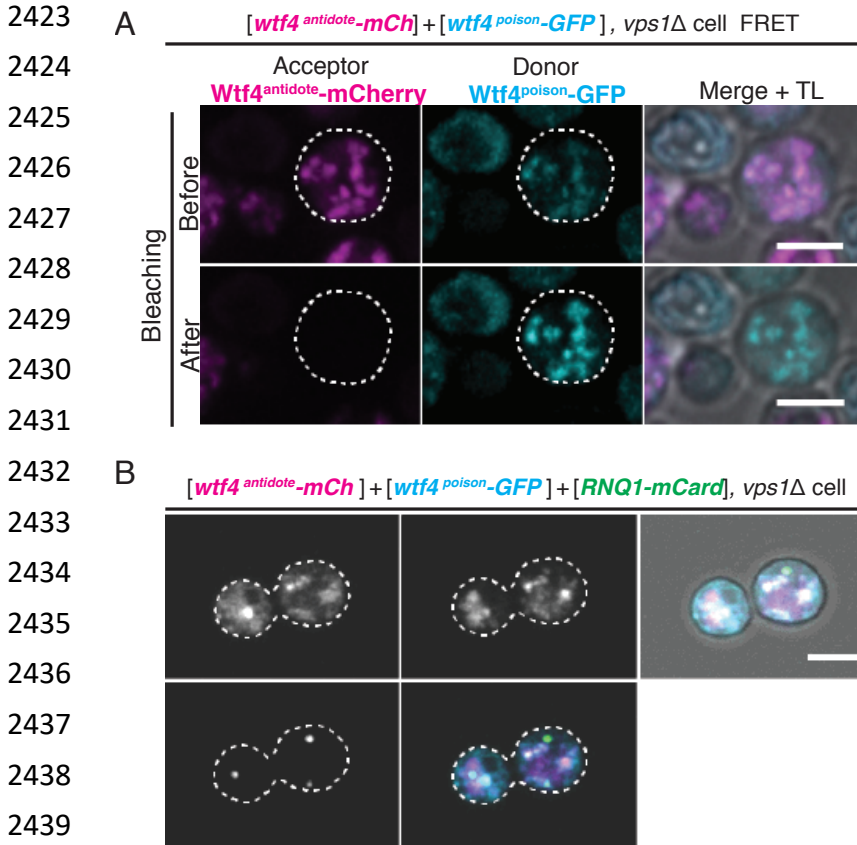 2423
A
[wtf4 antidote-mCh] + [wtf4 poison-GFP ], vps1Δ cell FRET
2424
Acceptor
Donor
Wtf4antidote-mCherry
Wtf4poison-GFP
Merge + TL
2425
2426
Before
2427
2428
Bleaching
2429
After
2430
2431
2432
B
[wtf4 antidote-mCh ] + [wtf4 poison-GFP ] + [RNQ1-mCard], vps1Δ cell
2433
2434
2435
2436
2437
2438
2439